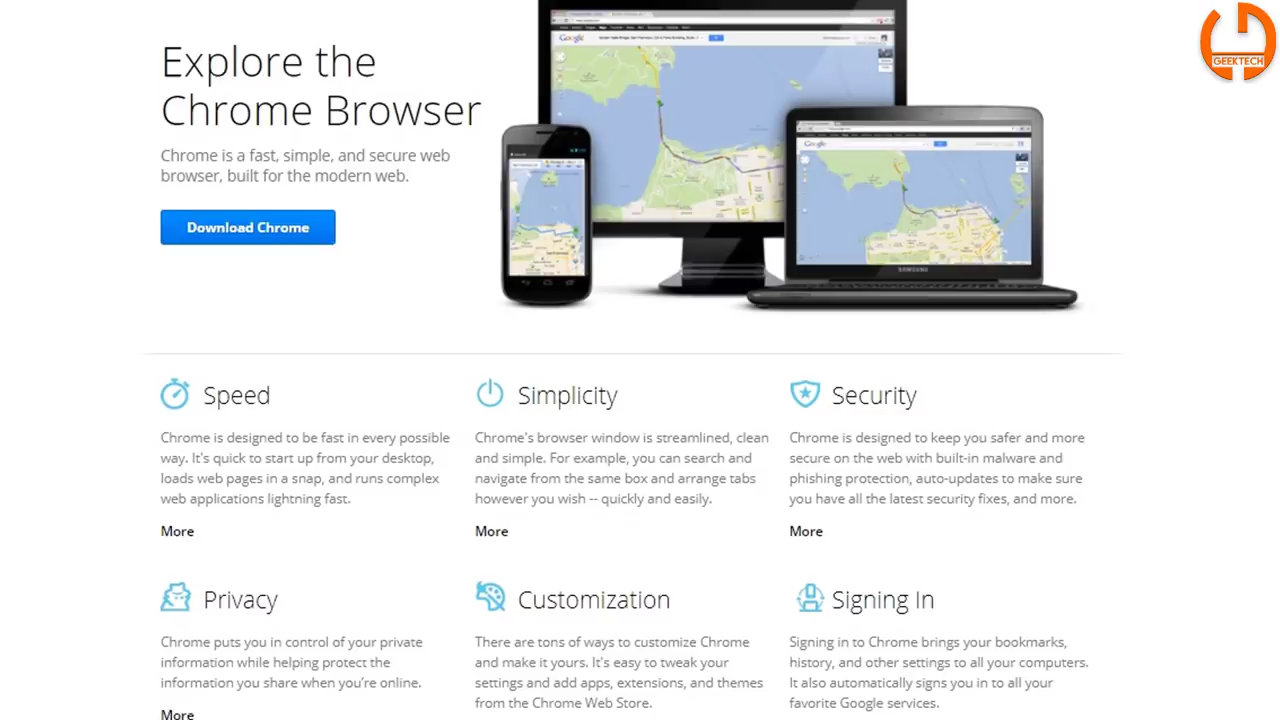 GEEKTECH
Explore the
Chrome Browser
Chrome is a fast, simple, and secure web
browser, built for the modern web.
Download Chrome
Google
Google
SAMSUNG
Speed
Chrome is designed to be fast in every possible
way. It's quick to start up from your desktop,
loads web pages in a snap, and runs complex
web applications lightning fast.
More
Simplicity
Chrome's browser window is streamlined, clean
and simple. For example, you can search and
navigate from the same box and arrange tabs
however you wish -- quickly and easily.
More
Security
Chrome is designed to keep you safer and more
secure on the web with built-in malware and
phishing protection, auto-updates to make sure
you have all the latest security fixes, and more.
More
Privacy
Chrome puts you in control of your private
information while helping protect the
information you share when you're online.
More
Customization
There are tons of ways to customize Chrome
and make it yours. It's easy to tweak your
settings and add apps, extensions, and themes
from the Chrome Web Store.
Signing In
Signing in to Chrome brings your bookmarks,
history, and other settings to all your computers.
It also automatically signs you in to all your
favorite Google services.